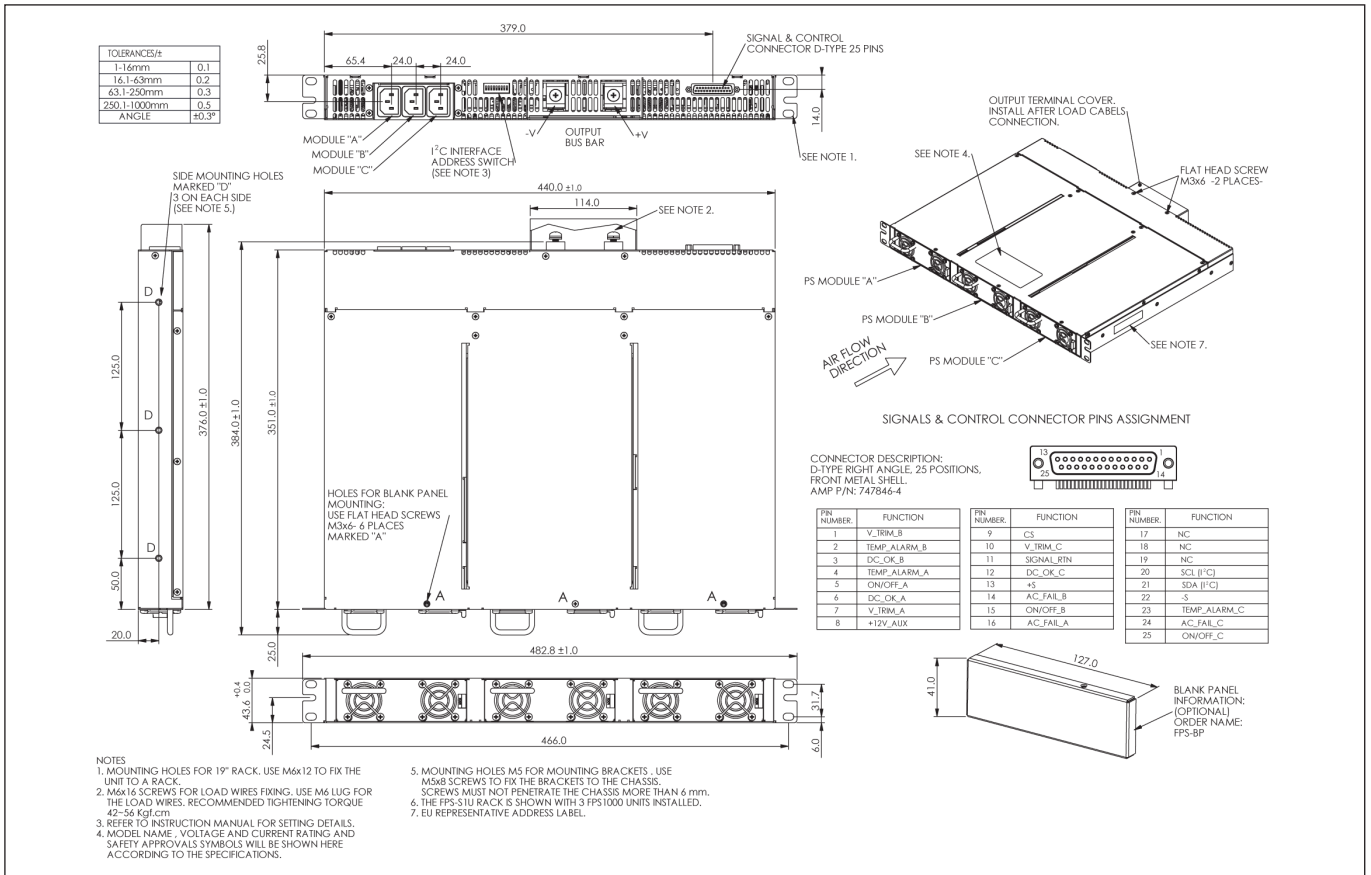 TOLERANCES/±
1-16mm 0.1
16.1-63mm 0.2
63.1-250mm 0.3
250.1-1000mm 0.5
ANGLE ±0.3°
379.0
25.8
65.4
24.0
24.0
14.0
SIGNAL & CONTROL
CONNECTOR D-TYPE 25 PINS
MODULE "A"
MODULE "B"
MODULE "C"
I²C INTERFACE
ADDRESS SWITCH
(SEE NOTE 3)
-V
OUTPUT
BUS BAR
+V
SEE NOTE 1.
OUTPUT TERMINAL COVER.
INSTALL AFTER LOAD CABELS
CONNECTION.
SEE NOTE 4.
FLAT HEAD SCREW
M3x6 -2 PLACES-
PS MODULE "A"
PS MODULE "B"
PS MODULE "C"
AIR FLOW
DIRECTION
SEE NOTE 7.
SIDE MOUNTING HOLES
MARKED "D"
3 ON EACH SIDE
(SEE NOTE 5.)
D
D
D
125.0
125.0
50.0
20.0
376.0 ±1.0
384.0 ±1.0
351.0 ±1.0
25.0
440.0 ±1.0
114.0
SEE NOTE 2.
HOLES FOR BLANK PANEL
MOUNTING:
USE FLAT HEAD SCREWS
M3x6- 6 PLACES
MARKED "A"
A
A
A
482.8 ±1.0
43.6 +0.4 0.0
24.5
466.0
31.7
6.0
SIGNALS & CONTROL CONNECTOR PINS ASSIGNMENT
CONNECTOR DESCRIPTION:
D-TYPE RIGHT ANGLE, 25 POSITIONS,
FRONT METAL SHELL.
AMP P/N: 747846-4
13
1
25
14
PIN NUMBER. FUNCTION
1 V_TRIM_B
2 TEMP_ALARM_B
3 DC_OK_B
4 TEMP_ALARM_A
5 ON/OFF_A
6 DC_OK_A
7 V_TRIM_A
8 +12V_AUX
PIN NUMBER. FUNCTION
9 CS
10 V_TRIM_C
11 SIGNAL_RTN
12 DC_OK_C
13 +S
14 AC_FAIL_B
15 ON/OFF_B
16 AC_FAIL_A
PIN NUMBER. FUNCTION
17 NC
18 NC
19 NC
20 SCL (I²C)
21 SDA (I²C)
22 -S
23 TEMP_ALARM_C
24 AC_FAIL_C
25 ON/OFF_C
127.0
41.0
BLANK PANEL
INFORMATION:
(OPTIONAL)
ORDER NAME:
FPS-BP
NOTES
1. MOUNTING HOLES FOR 19" RACK. USE M6x12 TO FIX THE
UNIT TO A RACK.
2. M6x16 SCREWS FOR LOAD WIRES FIXING. USE M6 LUG FOR
THE LOAD WIRES. RECOMMENDED TIGHTENING TORQUE
42~56 Kgf.cm
3. REFER TO INSTRUCTION MANUAL FOR SETTING DETAILS.
4. MODEL NAME , VOLTAGE AND CURRENT RATING AND
SAFETY APPROVALS SYMBOLS WILL BE SHOWN HERE
ACCORDING TO THE SPECIFICATIONS.
5. MOUNTING HOLES M5 FOR MOUNTING BRACKETS . USE
M5x8 SCREWS TO FIX THE BRACKETS TO THE CHASSIS.
SCREWS MUST NOT PENETRATE THE CHASSIS MORE THAN 6 mm.
6. THE FPS-S1U RACK IS SHOWN WITH 3 FPS1000 UNITS INSTALLED.
7. EU REPRESENTATIVE ADDRESS LABEL.